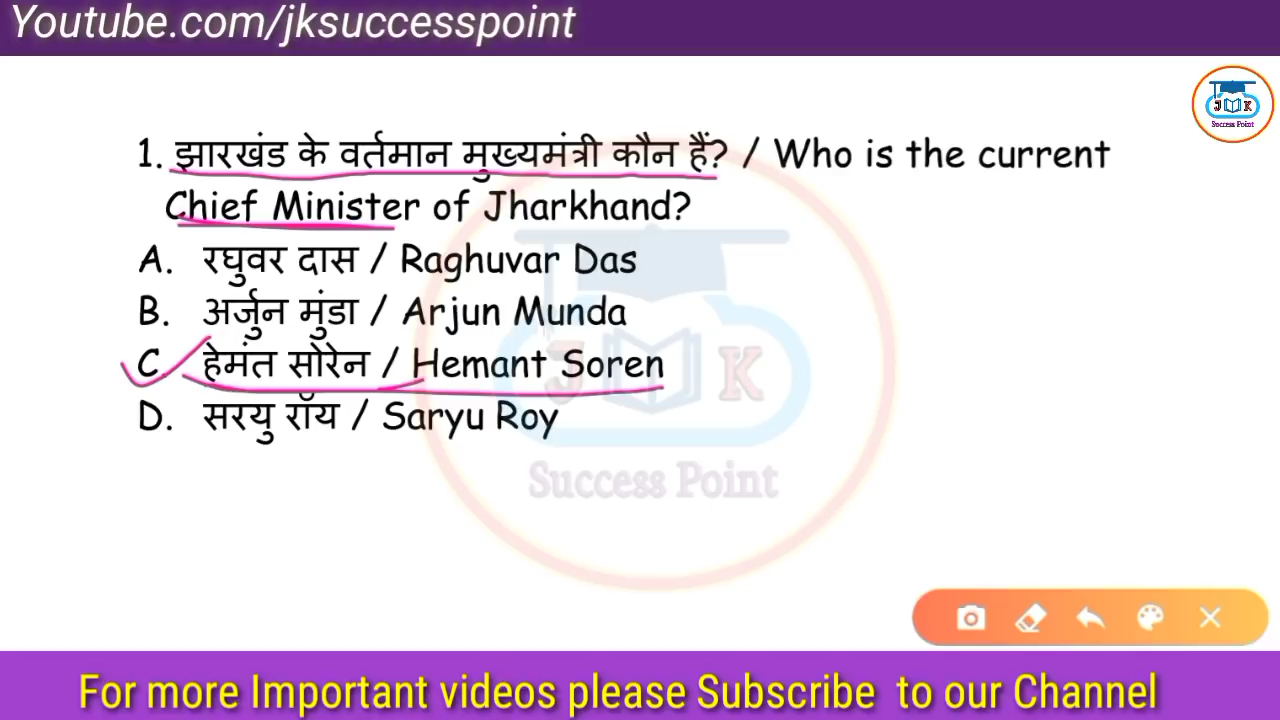 Youtube.com/jksuccesspoint
J K
Success Point
1. झारखंड के वर्तमान मुख्यमंत्री कौन हैं? / Who is the current
Chief Minister of Jharkhand?
A. रघुवर दास / Raghuvar Das
B. अर्जुन मुंडा / Arjun Munda
C हेमंत सोरेन / Hemant Soren
D. सरयु रॉय / Saryu Roy
J K
Success Point
For more Important videos please Subscribe to our Channel